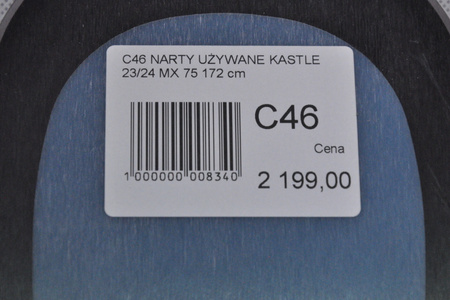 C46 NARTY UŻYWANE KASTLE
23/24 MX 75 172 cm
C46
Cena
1 000000 008340
2 199,00